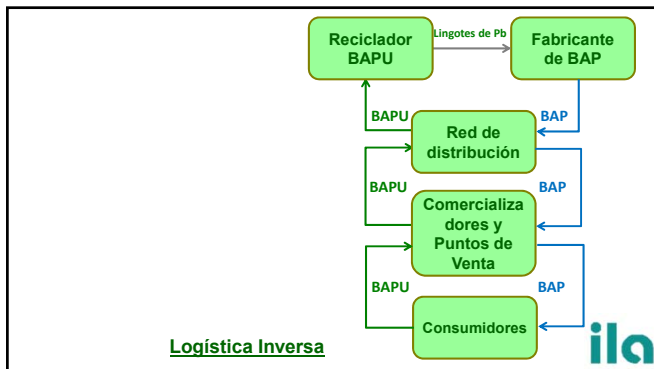 Reciclador
BAPU
Lingotes de Pb
Fabricante
de BAP
BAPU
BAP
Red de
distribución
BAPU
BAP
Comercializa
dores y
Puntos de
Venta
BAPU
BAP
Consumidores
Logística Inversa
ila